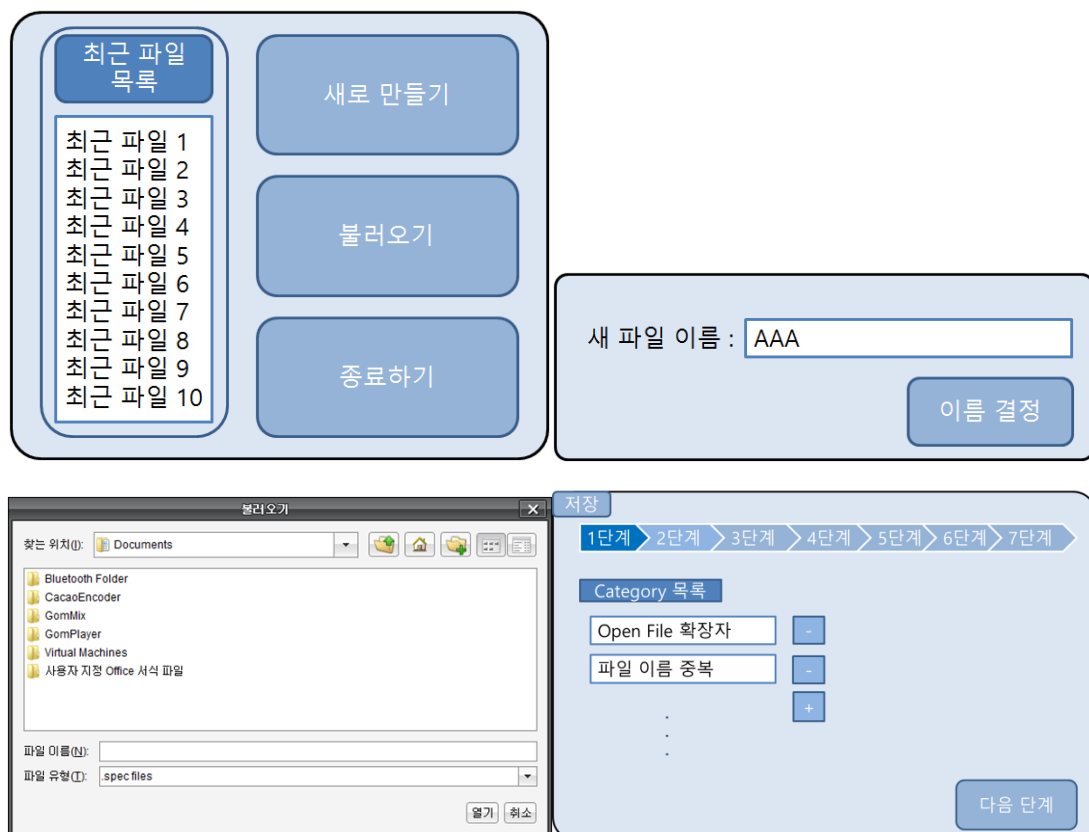 최근 파일
목록
최근 파일 1
최근 파일 2
최근 파일 3
최근 파일 4
최근 파일 5
최근 파일 6
최근 파일 7
최근 파일 8
최근 파일 9
최근 파일 10
새로 만들기
불러오기
종료하기
새 파일 이름 : AAA
이름 결정
불러오기
찾는 위치(I): Documents
Bluetooth Folder
CacaoEncoder
GomMix
GomPlayer
Virtual Machines
사용자 지정 Office 서식 파일
파일 이름(N):
파일 유형(T): .spec files
열기 취소
저장
1단계 2단계 3단계 4단계 5단계 6단계 7단계
Category 목록
Open File 확장자 -
파일 이름 중복 -
+
.
.
.
다음 단계